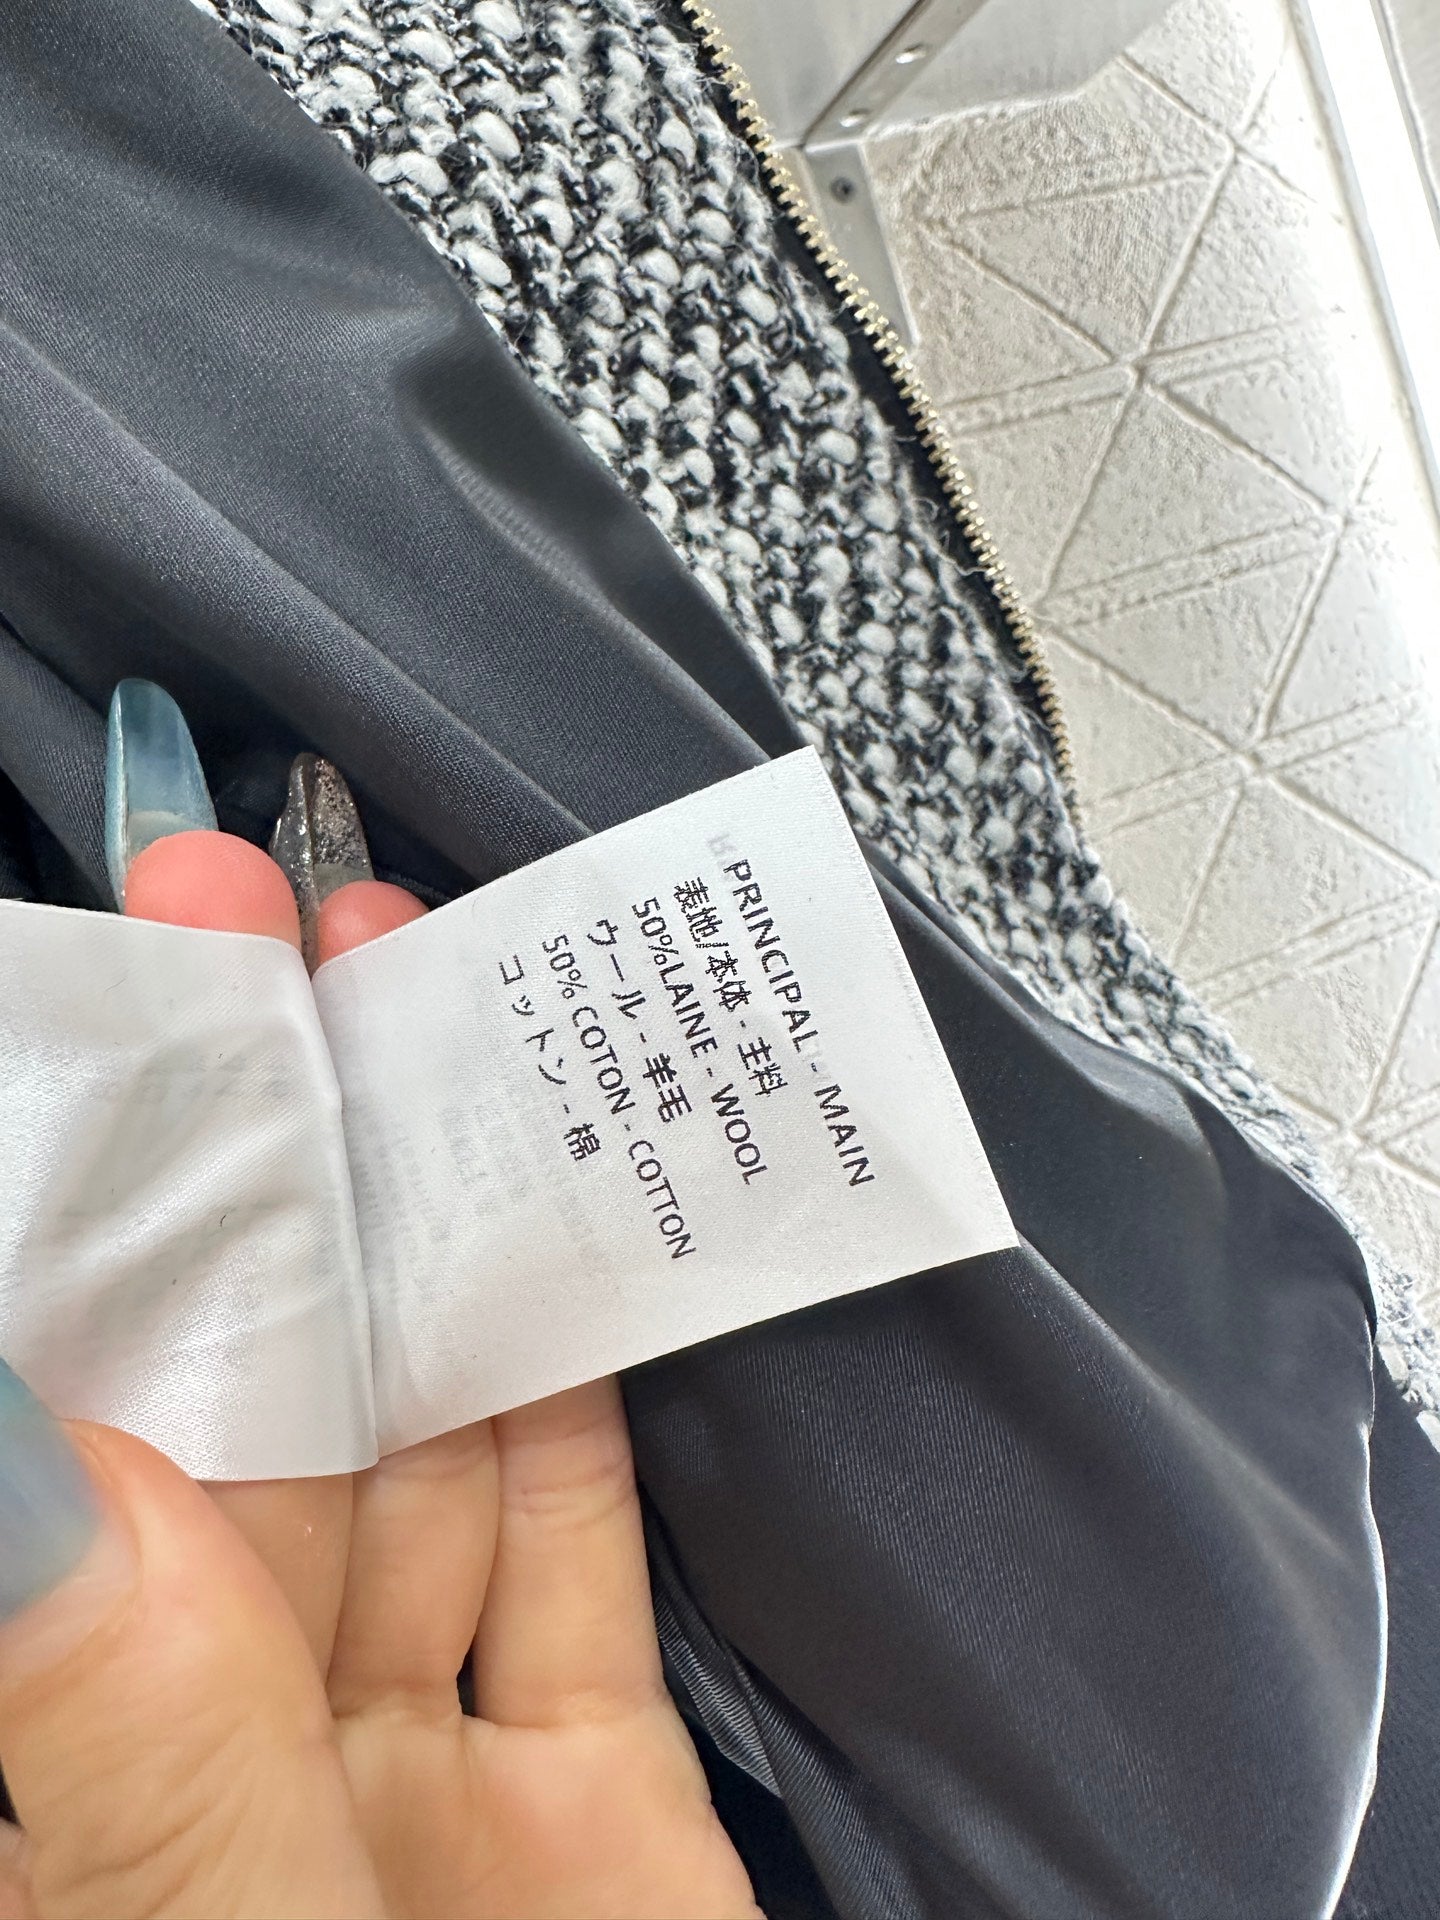 PRINCIPAL - MAIN
表地/本体 - 主料
50%LAINE - WOOL
ウール - 羊毛
50% COTON - COTTON
コットン - 棉